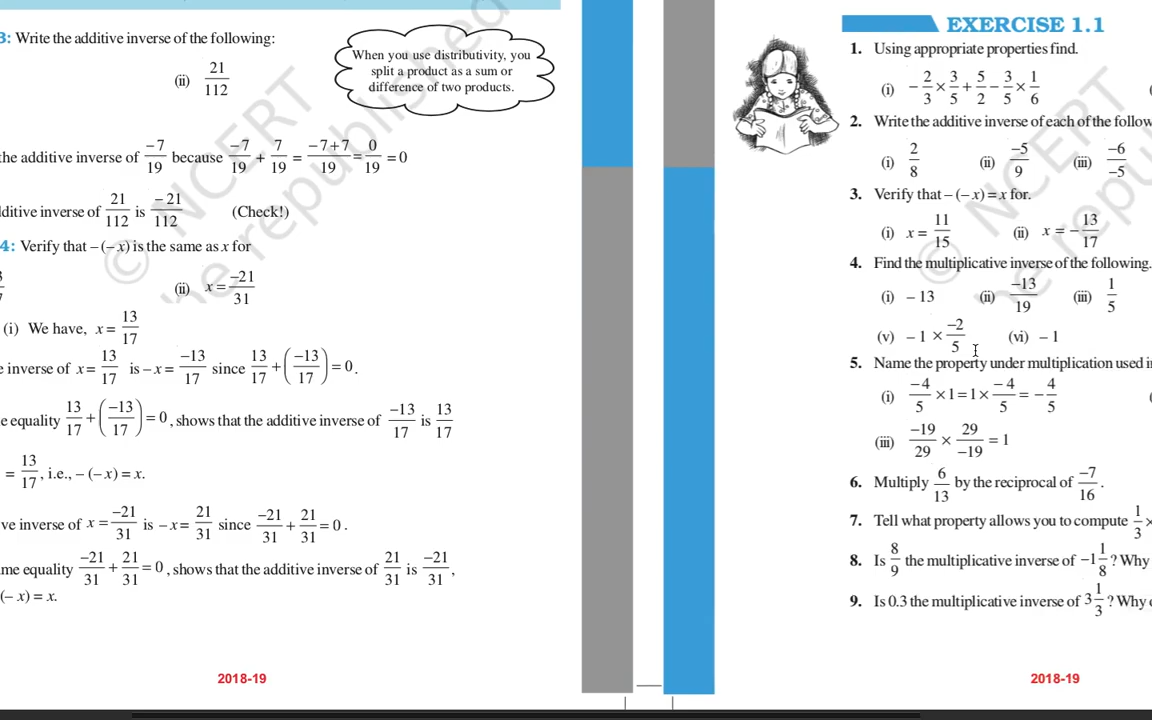 3: Write the additive inverse of the following:
(ii) 21/112
When you use distributivity, you
split a product as a sum or
difference of two products.
the additive inverse of -7/19 because -7/19 + 7/19 = -7+7/19 = 0/19 = 0
dditive inverse of 21/112 is -21/112 (Check!)
4: Verify that – (– x) is the same as x for
(ii) x = -21/31
(i) We have, x = 13/17
e inverse of x = 13/17 is – x = -13/17 since 13/17 + (-13/17) = 0.
e equality 13/17 + (-13/17) = 0, shows that the additive inverse of -13/17 is 13/17
= 13/17, i.e., – (– x) = x.
ve inverse of x = -21/31 is – x = 21/31 since -21/31 + 21/31 = 0.
me equality -21/31 + 21/31 = 0, shows that the additive inverse of 21/31 is -21/31,
(– x) = x.
2018-19
© NCERT
he republished
EXERCISE 1.1
1. Using appropriate properties find.
(i) – 2/3 × 3/5 + 5/2 – 3/5 × 1/6
2. Write the additive inverse of each of the follow
(i) 2/8 (ii) -5/9 (iii) -6/-5
3. Verify that – (– x) = x for.
(i) x = 11/15 (ii) x = – 13/17
4. Find the multiplicative inverse of the following.
(i) – 13 (ii) -13/19 (iii) 1/5
(v) – 1 × -2/5 (vi) – 1
5. Name the property under multiplication used i
(i) -4/5 × 1 = 1 × -4/5 = – 4/5
(iii) -19/29 × 29/-19 = 1
6. Multiply 6/13 by the reciprocal of -7/16.
7. Tell what property allows you to compute 1/3 ×
8. Is 8/9 the multiplicative inverse of –1 1/8? Why
9. Is 0.3 the multiplicative inverse of 3 1/3? Why
2018-19
© NCERT
he republished